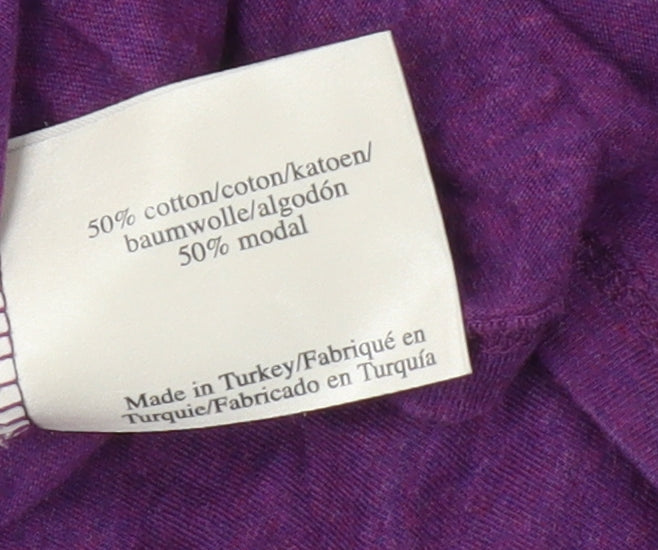 50% cotton/coton/katoen/
baumwolle/algodón
50% modal
Made in Turkey/Fabriqué en
Turquie/Fabricado en Turquía